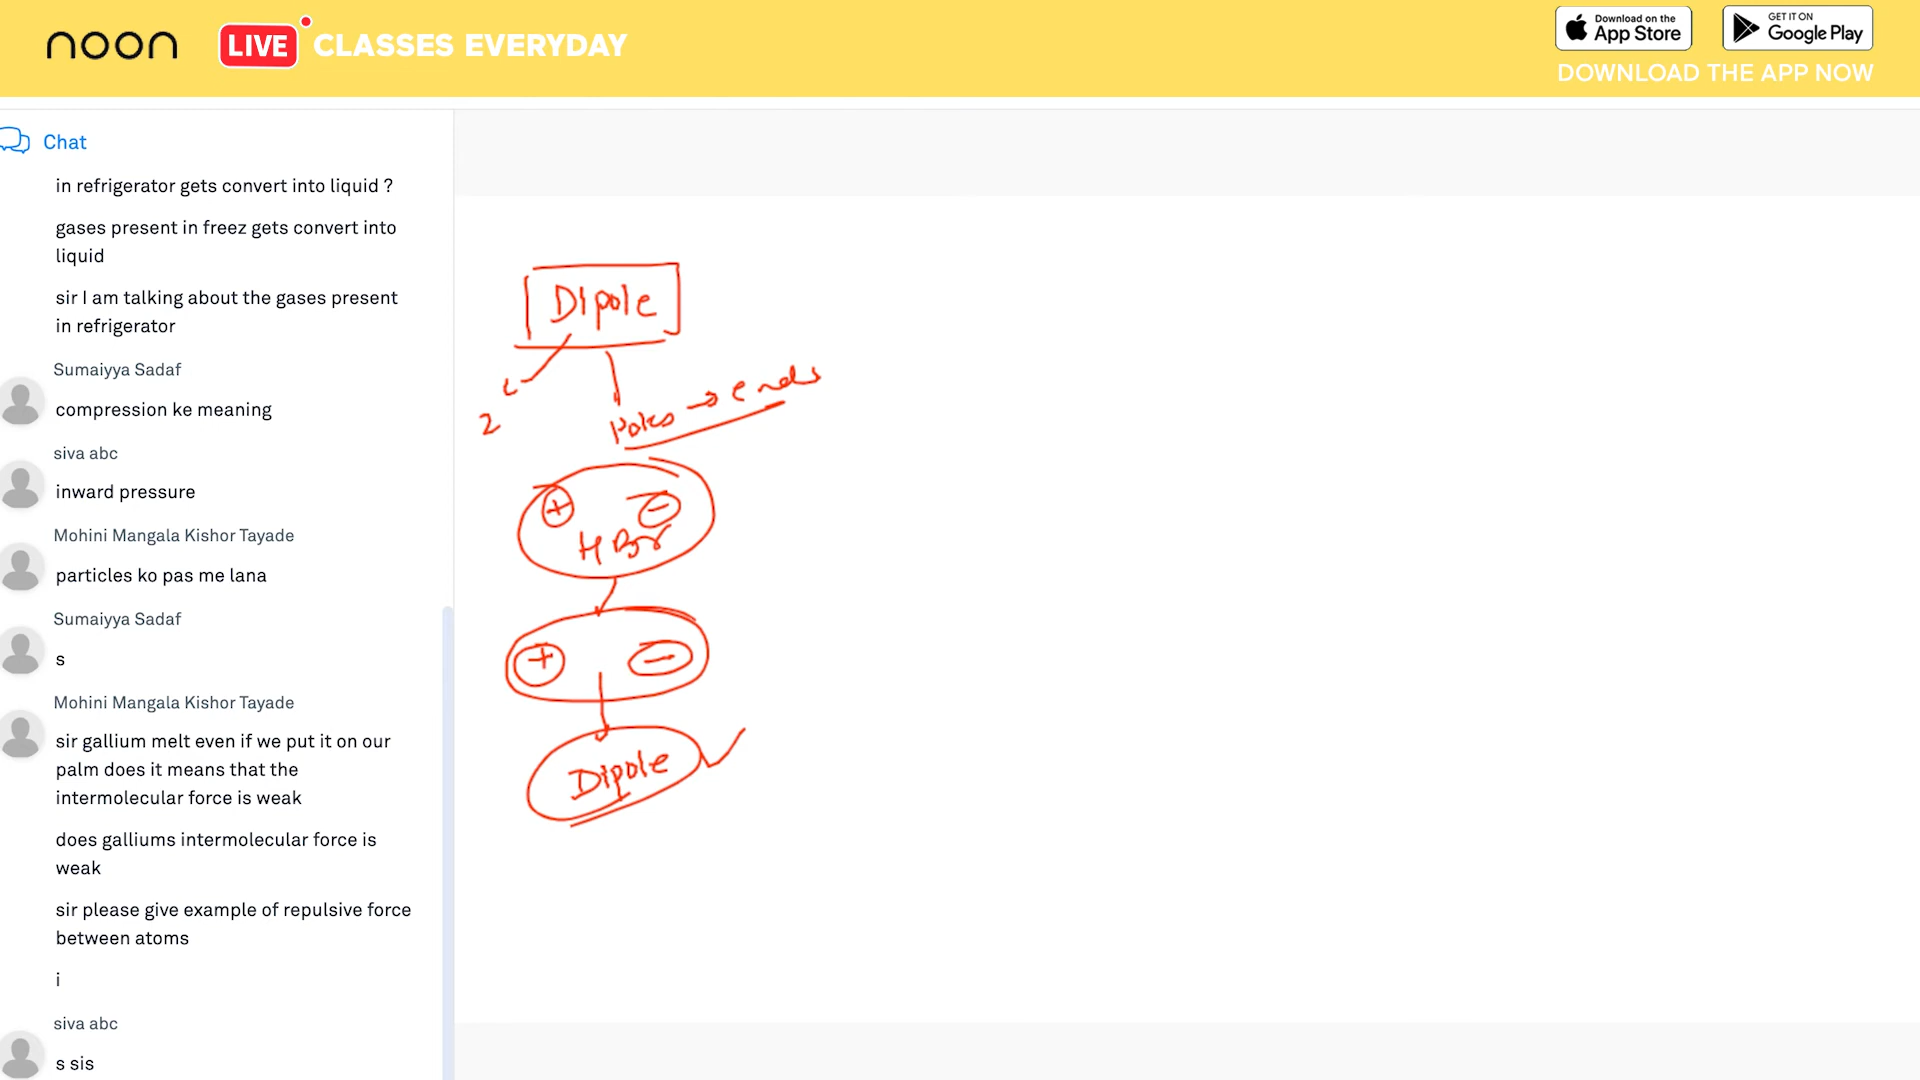 noon LIVE CLASSES EVERYDAY
Download on the
App Store
GET IT ON
Google Play
DOWNLOAD THE APP NOW
Chat
in refrigerator gets convert into liquid ?
gases present in freez gets convert into
liquid
sir I am talking about the gases present
in refrigerator
Sumaiyya Sadaf
compression ke meaning
siva abc
inward pressure
Mohini Mangala Kishor Tayade
particles ko pas me lana
Sumaiyya Sadaf
s
Mohini Mangala Kishor Tayade
sir gallium melt even if we put it on our
palm does it means that the
intermolecular force is weak
does galliums intermolecular force is
weak
sir please give example of repulsive force
between atoms
i
siva abc
s sis
Dipole
2
Poles → ends
+ −
HBr
+ −
Dipole